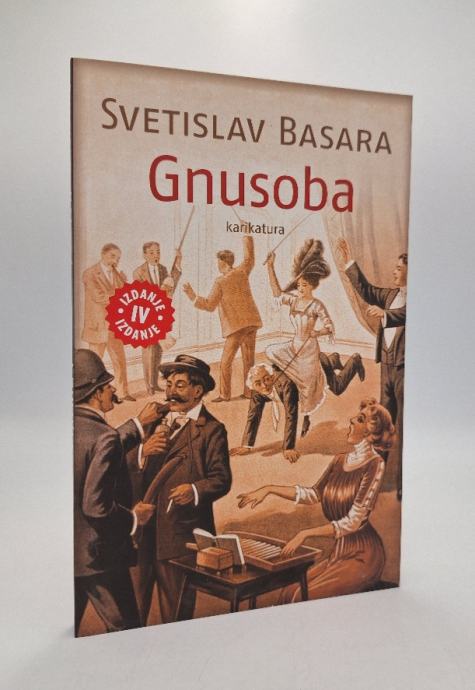 SVETISLAV BASARA
Gnusoba
karikatura
IZDANJE
IV
IZDANJE